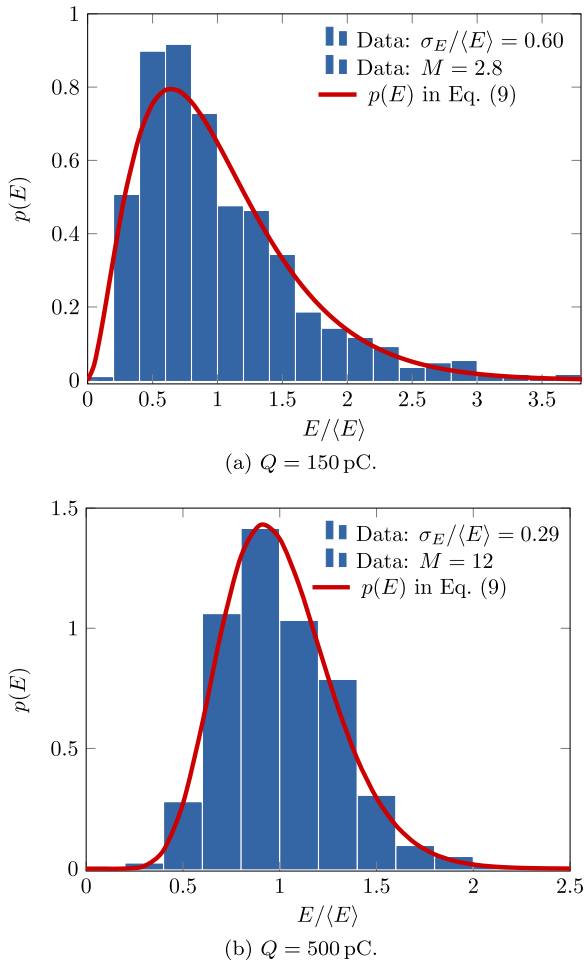 1
0.8
0.6
0.4
0.2
0
p(E)
Data: σ_E/⟨E⟩ = 0.60
Data: M = 2.8
p(E) in Eq. (9)
0 0.5 1 1.5 2 2.5 3 3.5
E/⟨E⟩
(a) Q = 150 pC.
1.5
1
0.5
0
p(E)
Data: σ_E/⟨E⟩ = 0.29
Data: M = 12
p(E) in Eq. (9)
0 0.5 1 1.5 2 2.5
E/⟨E⟩
(b) Q = 500 pC.